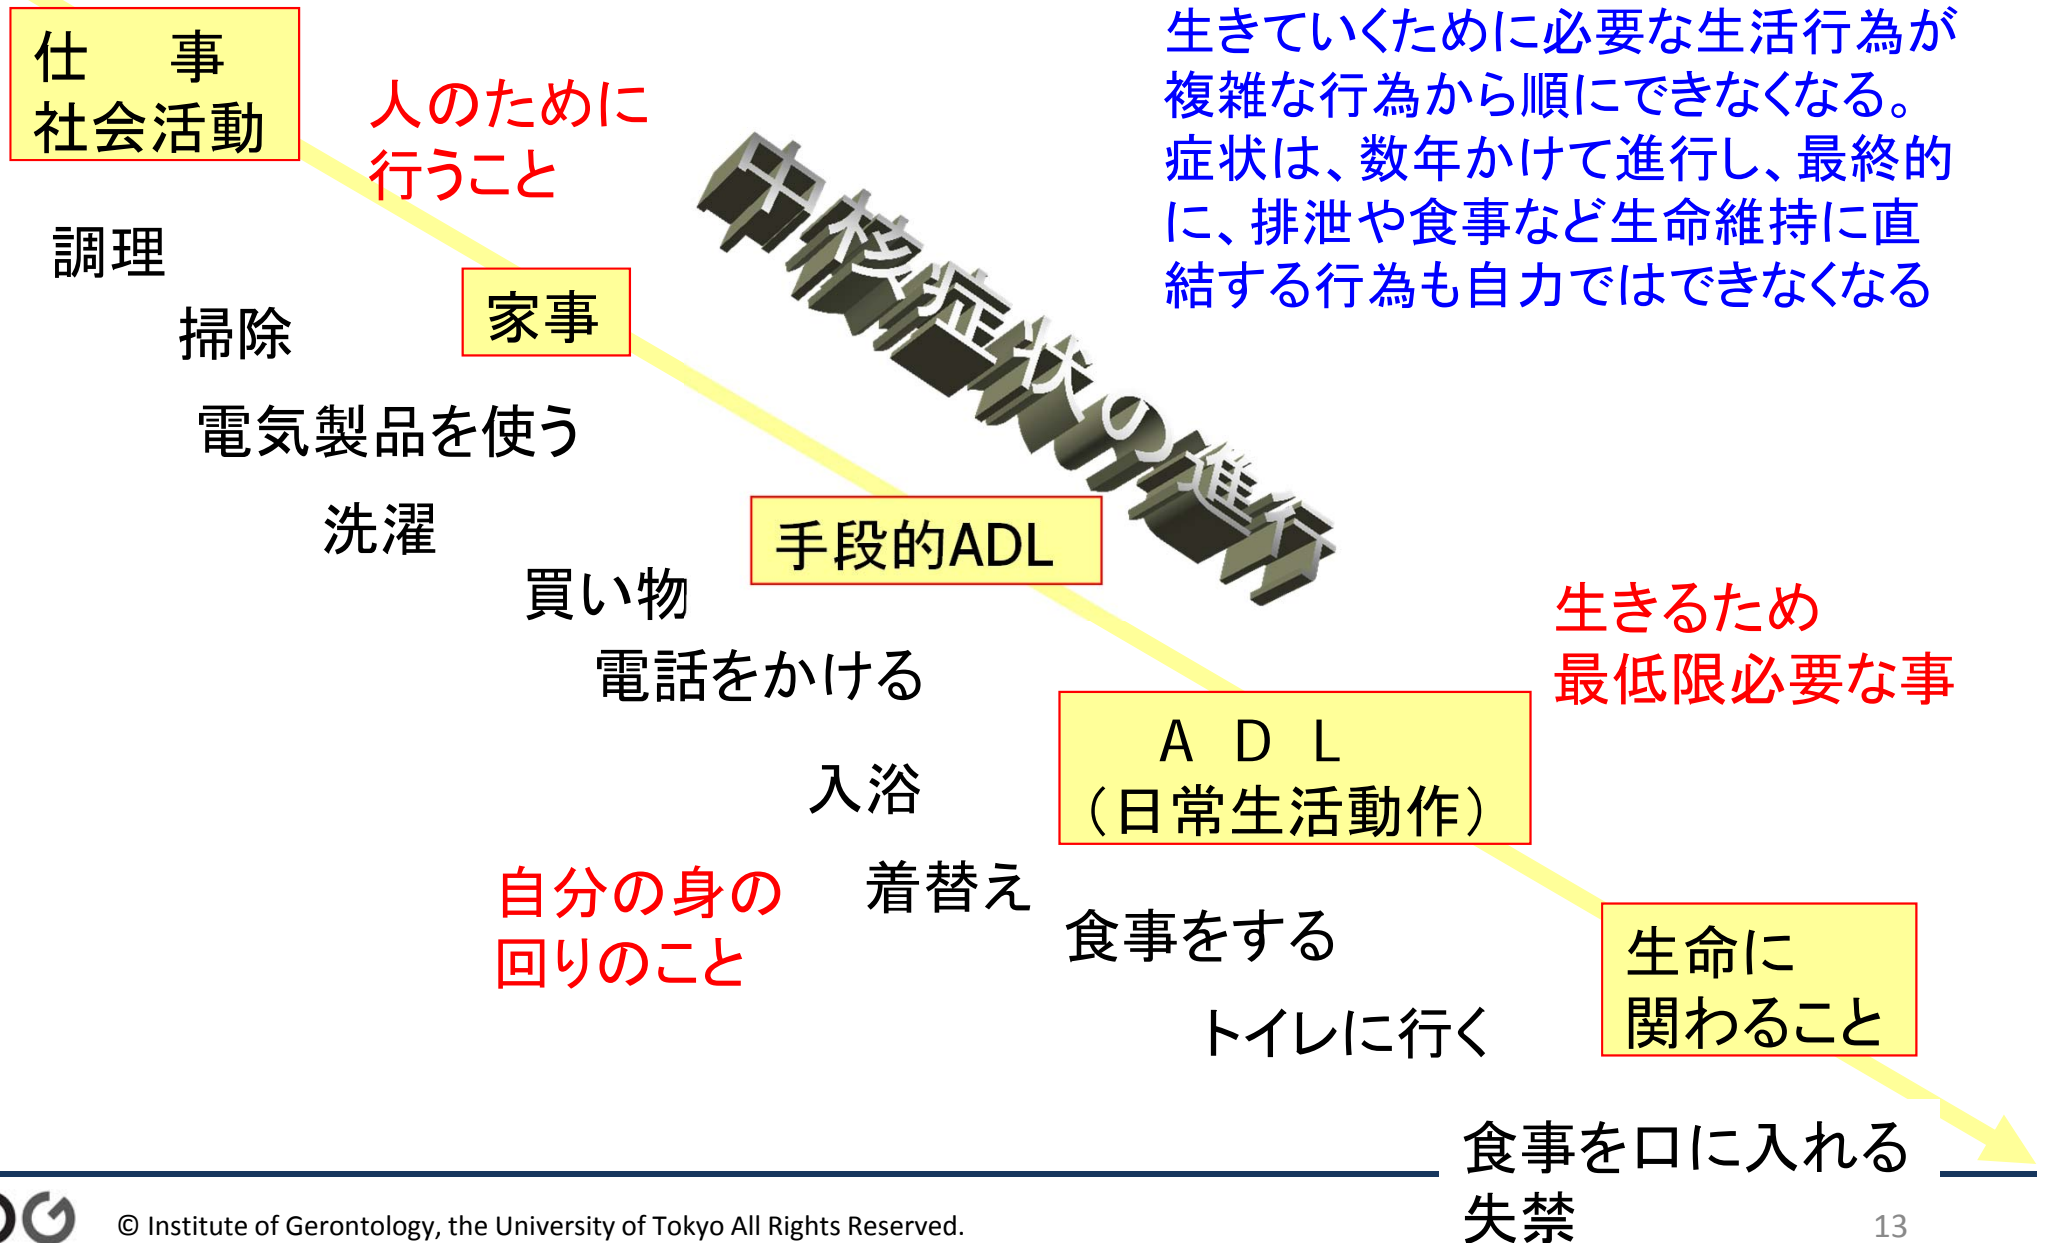 仕　事
社会活動
人のために
行うこと
生きていくために必要な生活行為が
複雑な行為から順にできなくなる。
症状は、数年かけて進行し、最終的
に、排泄や食事など生命維持に直
結する行為も自力ではできなくなる
中核症状の進行
調理
掃除
家事
電気製品を使う
洗濯
手段的ADL
買い物
電話をかける
生きるため
最低限必要な事
ＡＤＬ
（日常生活動作）
入浴
着替え
自分の身の
回りのこと
食事をする
トイレに行く
生命に
関わること
食事を口に入れる
失禁
© Institute of Gerontology, the University of Tokyo All Rights Reserved.
13